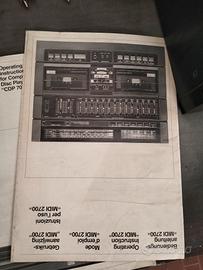 Operating
Instruction
for Comp
Disc Play
"CDP 70
Bedienungs-
anleitung
»MIDI 2700«
Operating
Instruction
»MIDI 2700«
Mode
d'emploi
»MIDI 2700«
Istruzioni
per l'uso
»MIDI 2700«
Gebruiks-
aanwijzing
»MIDI 2700«